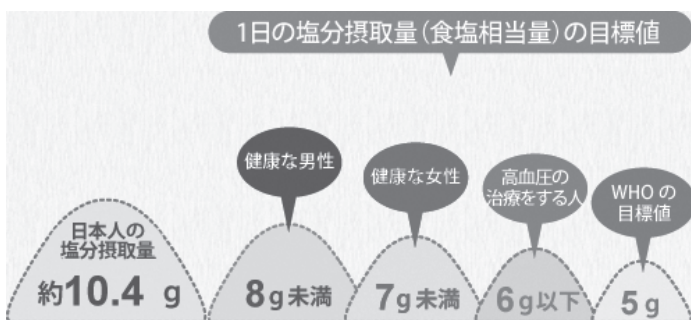 1日の塩分摂取量(食塩相当量)の目標値
日本人の
塩分摂取量
約10.4 g
健康な男性
8g未満
健康な女性
7g未満
高血圧の
治療をする人
6g以下
WHOの
目標値
5g